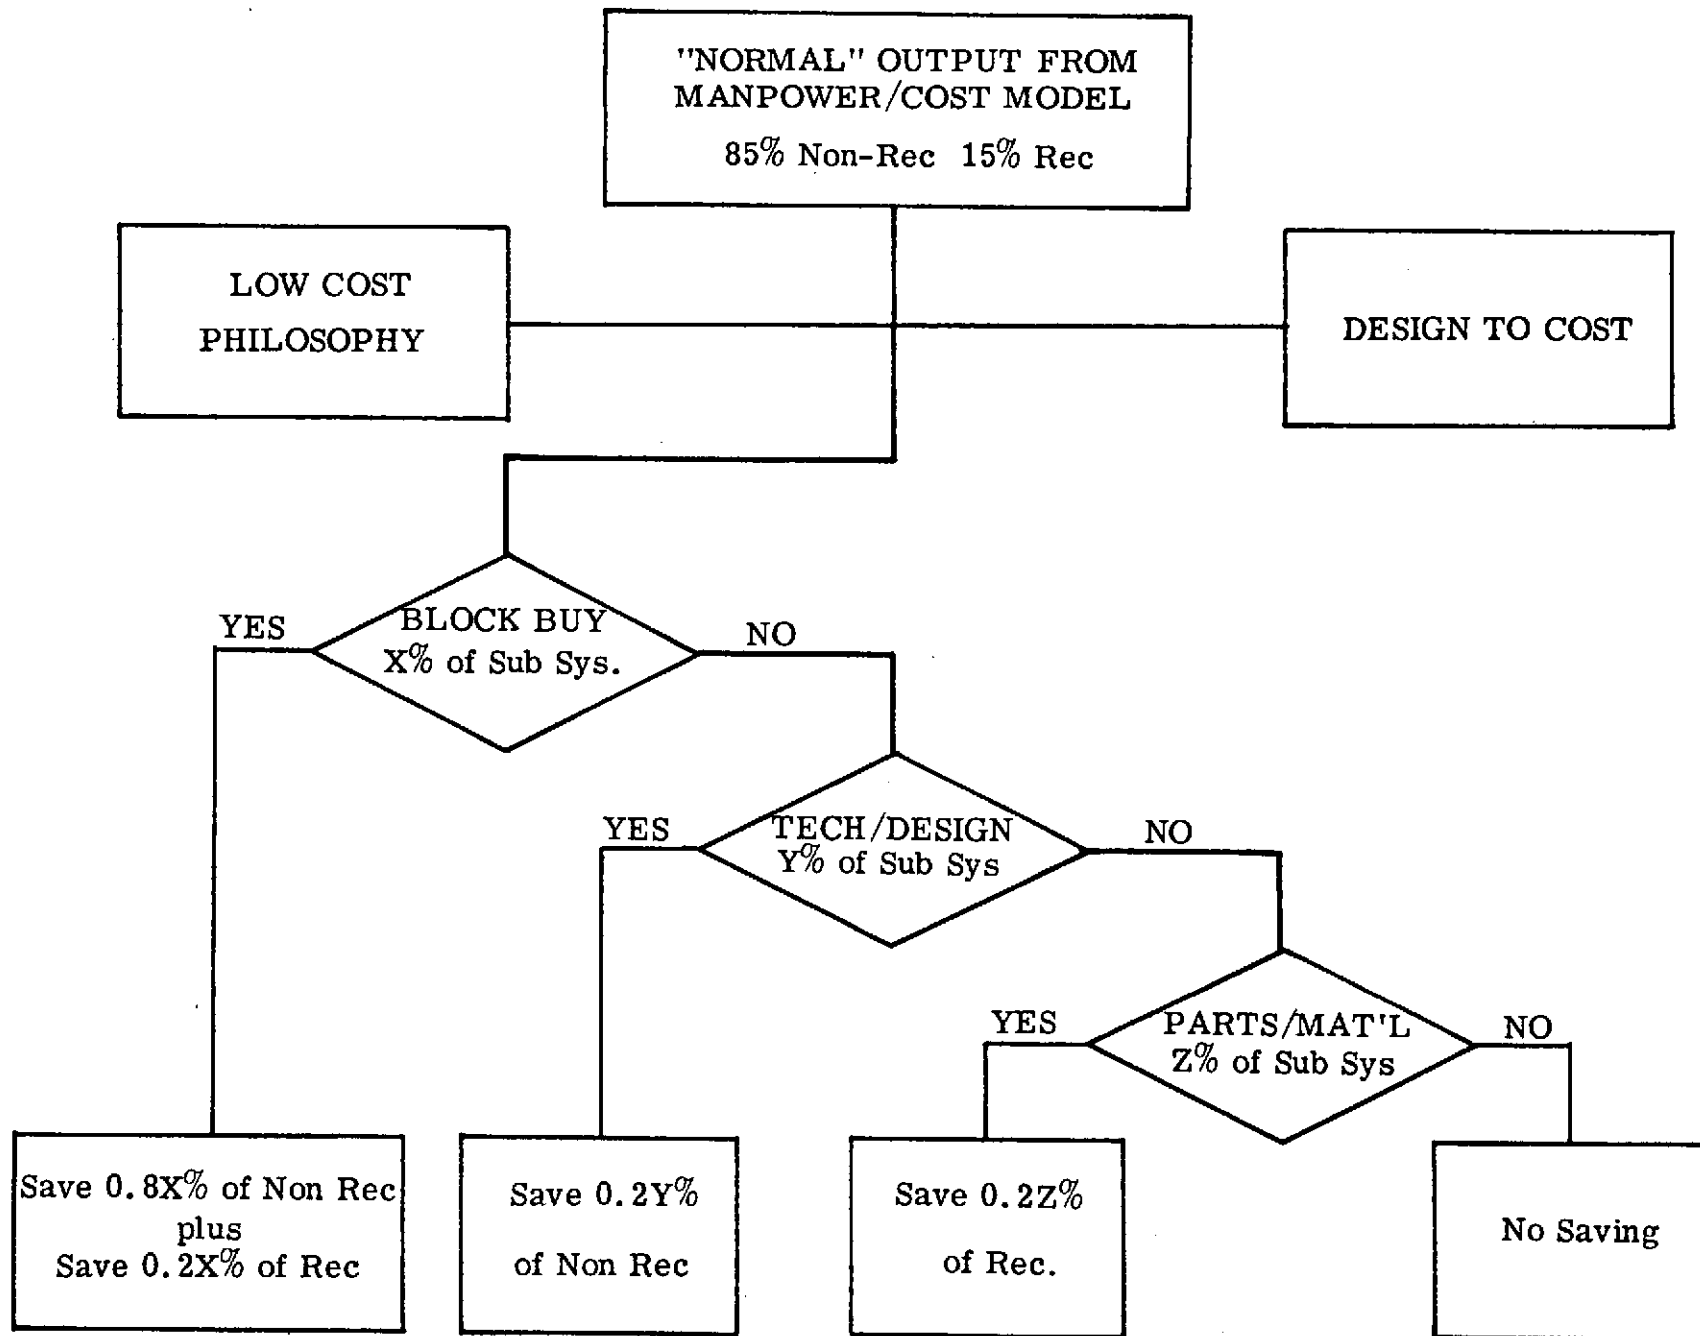 "NORMAL" OUTPUT FROM
MANPOWER/COST MODEL
85% Non-Rec 15% Rec
LOW COST
PHILOSOPHY
DESIGN TO COST
BLOCK BUY
X% of Sub Sys.
YES
NO
TECH/DESIGN
Y% of Sub Sys
YES
NO
PARTS/MAT'L
Z% of Sub Sys
YES
NO
Save 0.8X% of Non Rec
plus
Save 0.2X% of Rec
Save 0.2Y%
of Non Rec
Save 0.2Z%
of Rec.
No Saving